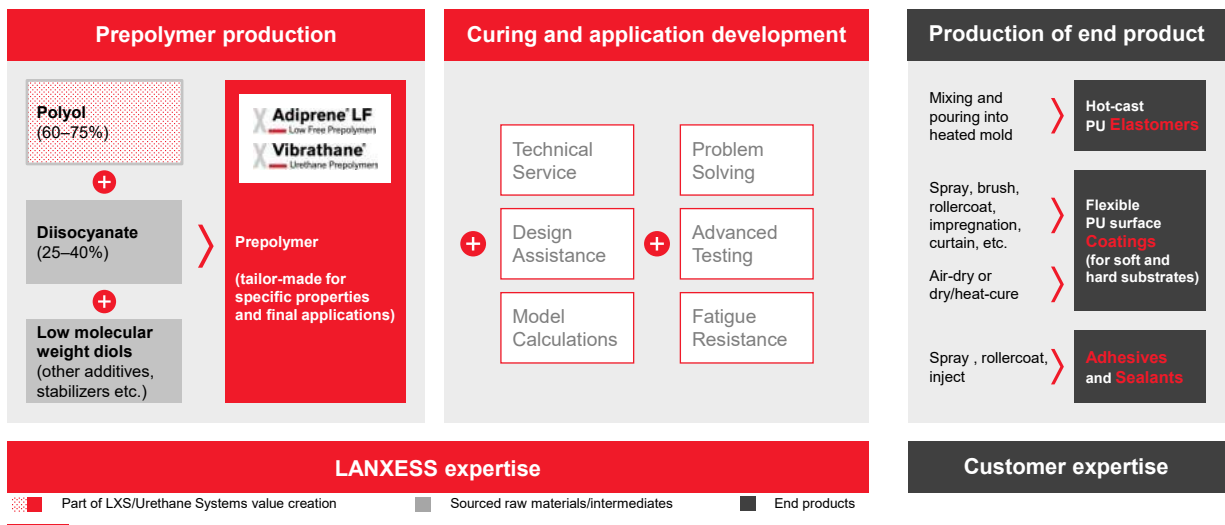 Prepolymer production
Polyol
(60–75%)
Diisocyanate
(25–40%)
Low molecular
weight diols
(other additives,
stabilizers etc.)
Adiprene® LF
Low Free Prepolymers
Vibrathane®
Urethane Prepolymers
Prepolymer
(tailor-made for
specific properties
and final applications)
Curing and application development
Technical
Service
Problem
Solving
Design
Assistance
Advanced
Testing
Model
Calculations
Fatigue
Resistance
Production of end product
Mixing and
pouring into
heated mold
Hot-cast
PU Elastomers
Spray, brush,
rollercoat,
impregnation,
curtain, etc.
Air-dry or
dry/heat-cure
Flexible
PU surface
Coatings
(for soft and
hard substrates)
Spray , rollercoat,
inject
Adhesives
and Sealants
LANXESS expertise
Customer expertise
Part of LXS/Urethane Systems value creation
Sourced raw materials/intermediates
End products